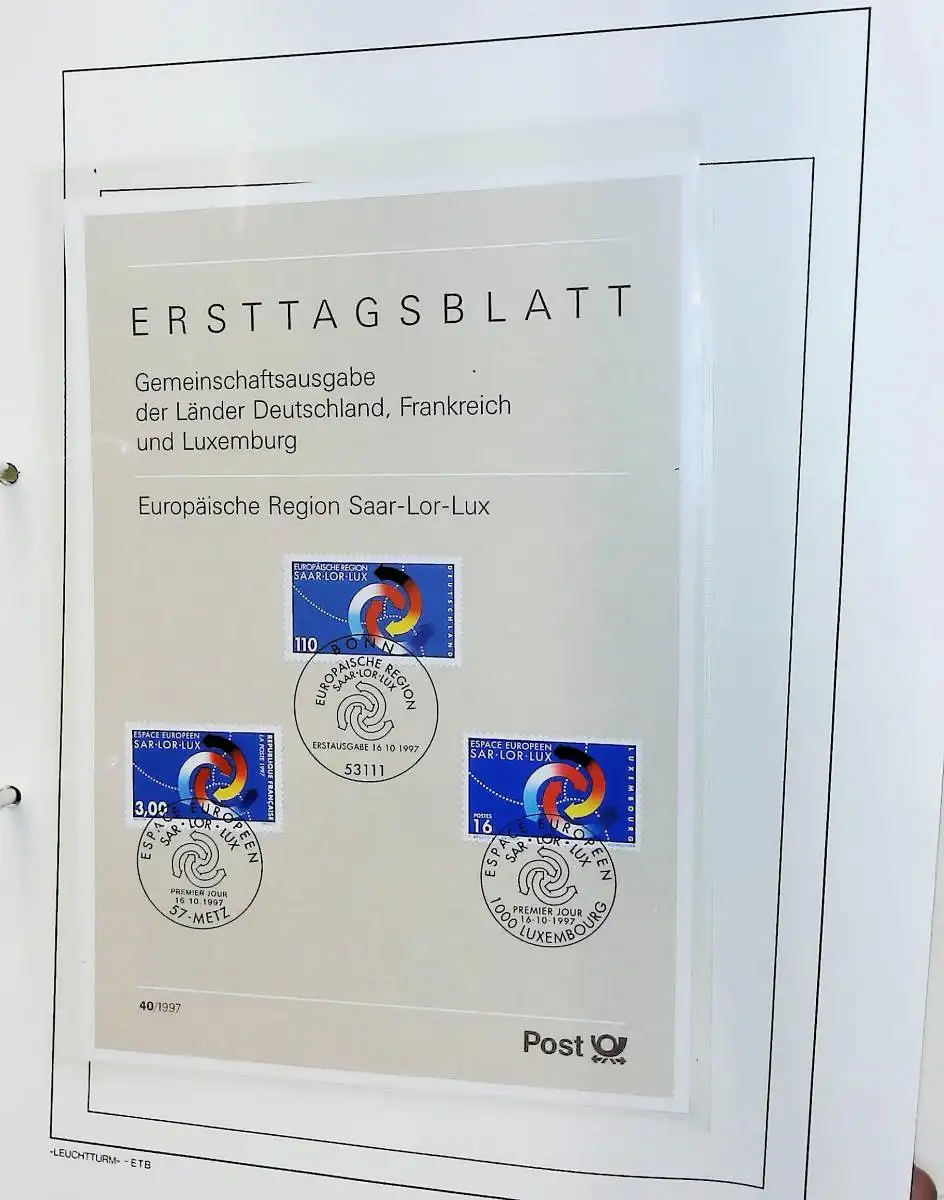 ERSTTAGSBLATT
Gemeinschaftsausgabe
der Länder Deutschland, Frankreich
und Luxemburg
Europäische Region Saar-Lor-Lux
EUROPÄISCHE REGION
SAAR·LOR·LUX
DEUTSCHLAND
110
BONN
EUROPÄISCHE REGION
SAAR·LOR·LUX
ERSTAUSGABE 16 10 1997
53111
ESPACE EUROPEEN
SAR·LOR·LUX
REPUBLIQUE FRANÇAISE
LA POSTE 1997
3,00
ESPACE EUROPEEN
SAR·LOR·LUX
PREMIER JOUR
16 10.1997
57-METZ
ESPACE EUROPEEN
SAR·LOR·LUX
LUXEMBOURG
POSTES
16
ESPACE EUROPEEN
SAR·LOR·LUX
PREMIER JOUR
16-10-1997
1000 LUXEMBOURG
40/1997
Post
-LEUCHTTURM- -ETB